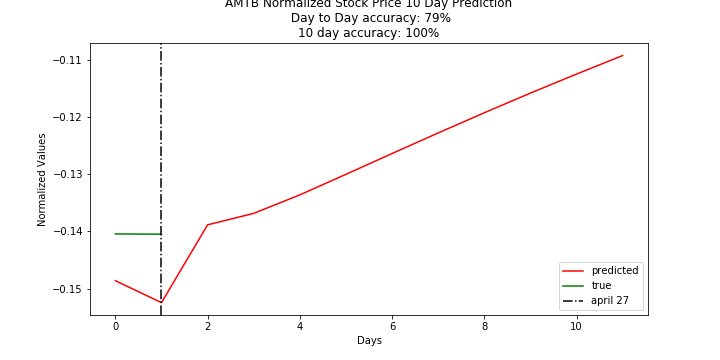 AMTB Normalized Stock Price 10 Day Prediction
Day to Day accuracy: 79%
10 day accuracy: 100%
−0.11
−0.12
−0.13
−0.14
−0.15
Normalized Values
0
2
4
6
8
10
Days
predicted
true
april 27